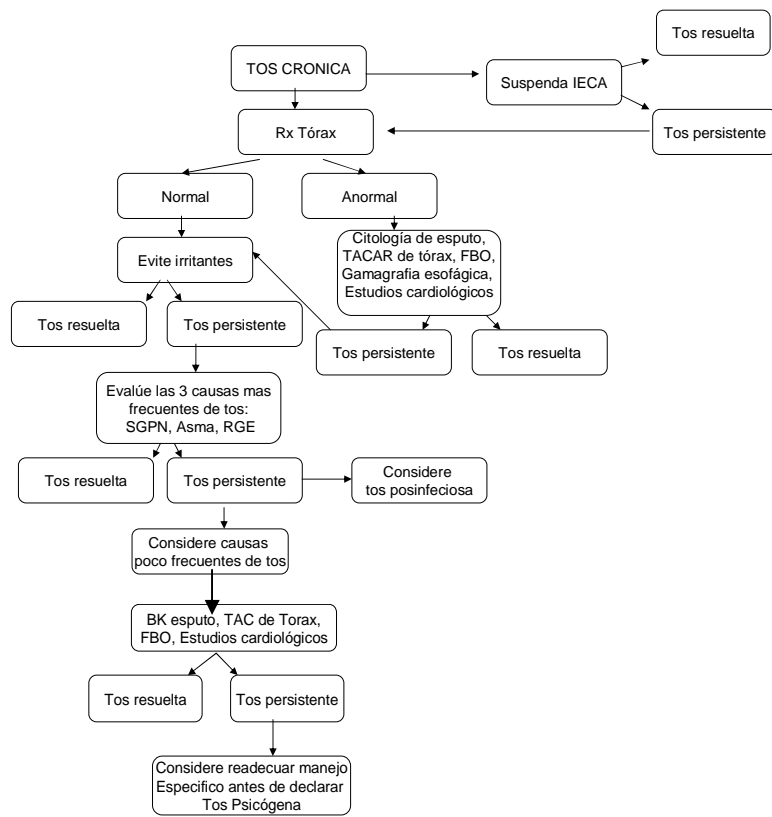 Tos resuelta
TOS CRONICA
Suspenda IECA
Rx Tórax
Tos persistente
Normal
Anormal
Evite irritantes
Citología de esputo,
TACAR de tórax, FBO,
Gamagrafia esofágica,
Estudios cardiológicos
Tos resuelta
Tos persistente
Tos persistente
Tos resuelta
Evalúe las 3 causas mas
frecuentes de tos:
SGPN, Asma, RGE
Tos resuelta
Tos persistente
Considere
tos posinfeciosa
Considere causas
poco frecuentes de tos
BK esputo, TAC de Torax,
FBO, Estudios cardiológicos
Tos resuelta
Tos persistente
Considere readecuar manejo
Especifico antes de declarar
Tos Psicógena